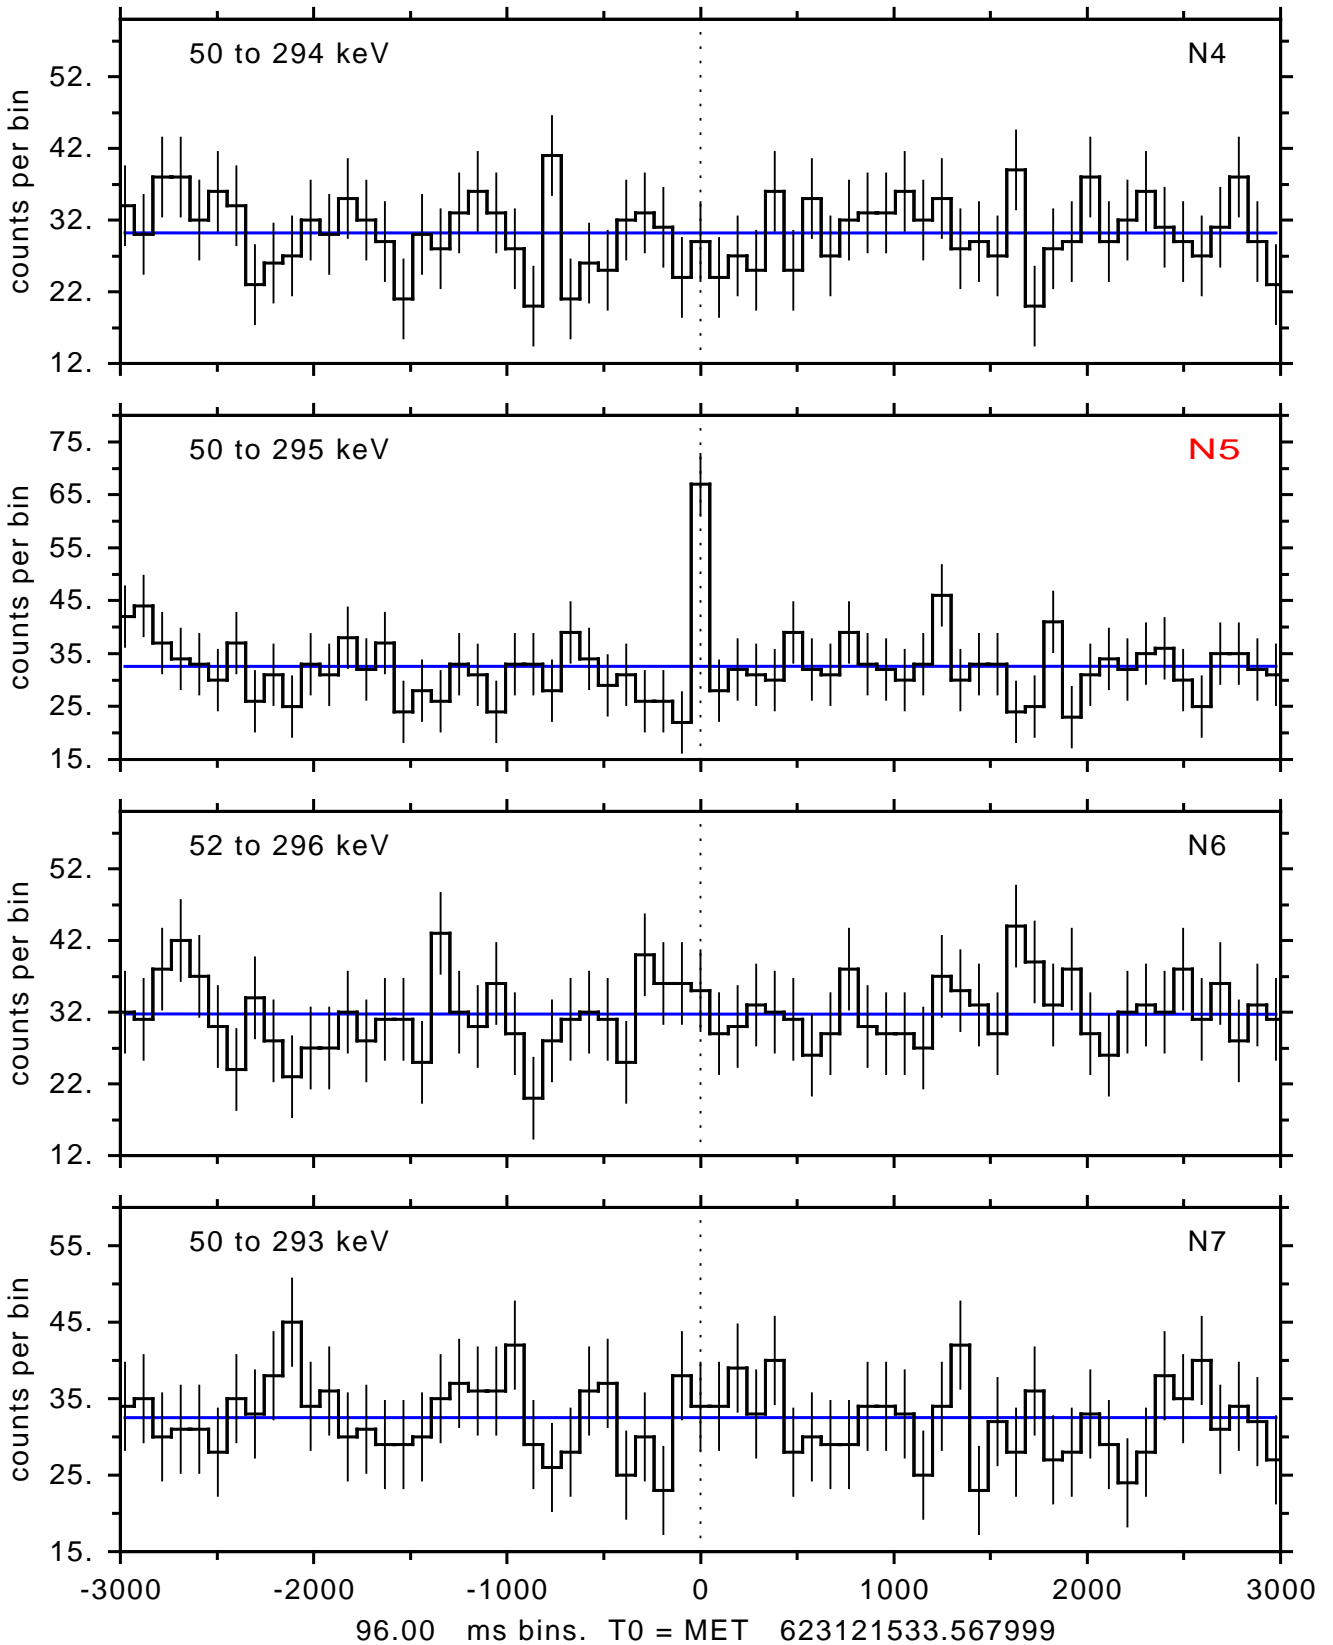 50 to 294 keV N4
52.
42.
32.
22.
12.
counts per bin
50 to 295 keV N5
75.
65.
55.
45.
35.
25.
15.
counts per bin
52 to 296 keV N6
52.
42.
32.
22.
12.
counts per bin
50 to 293 keV N7
55.
45.
35.
25.
15.
counts per bin
-3000 -2000 -1000 0 1000 2000 3000
96.00 ms bins. T0 = MET 623121533.567999